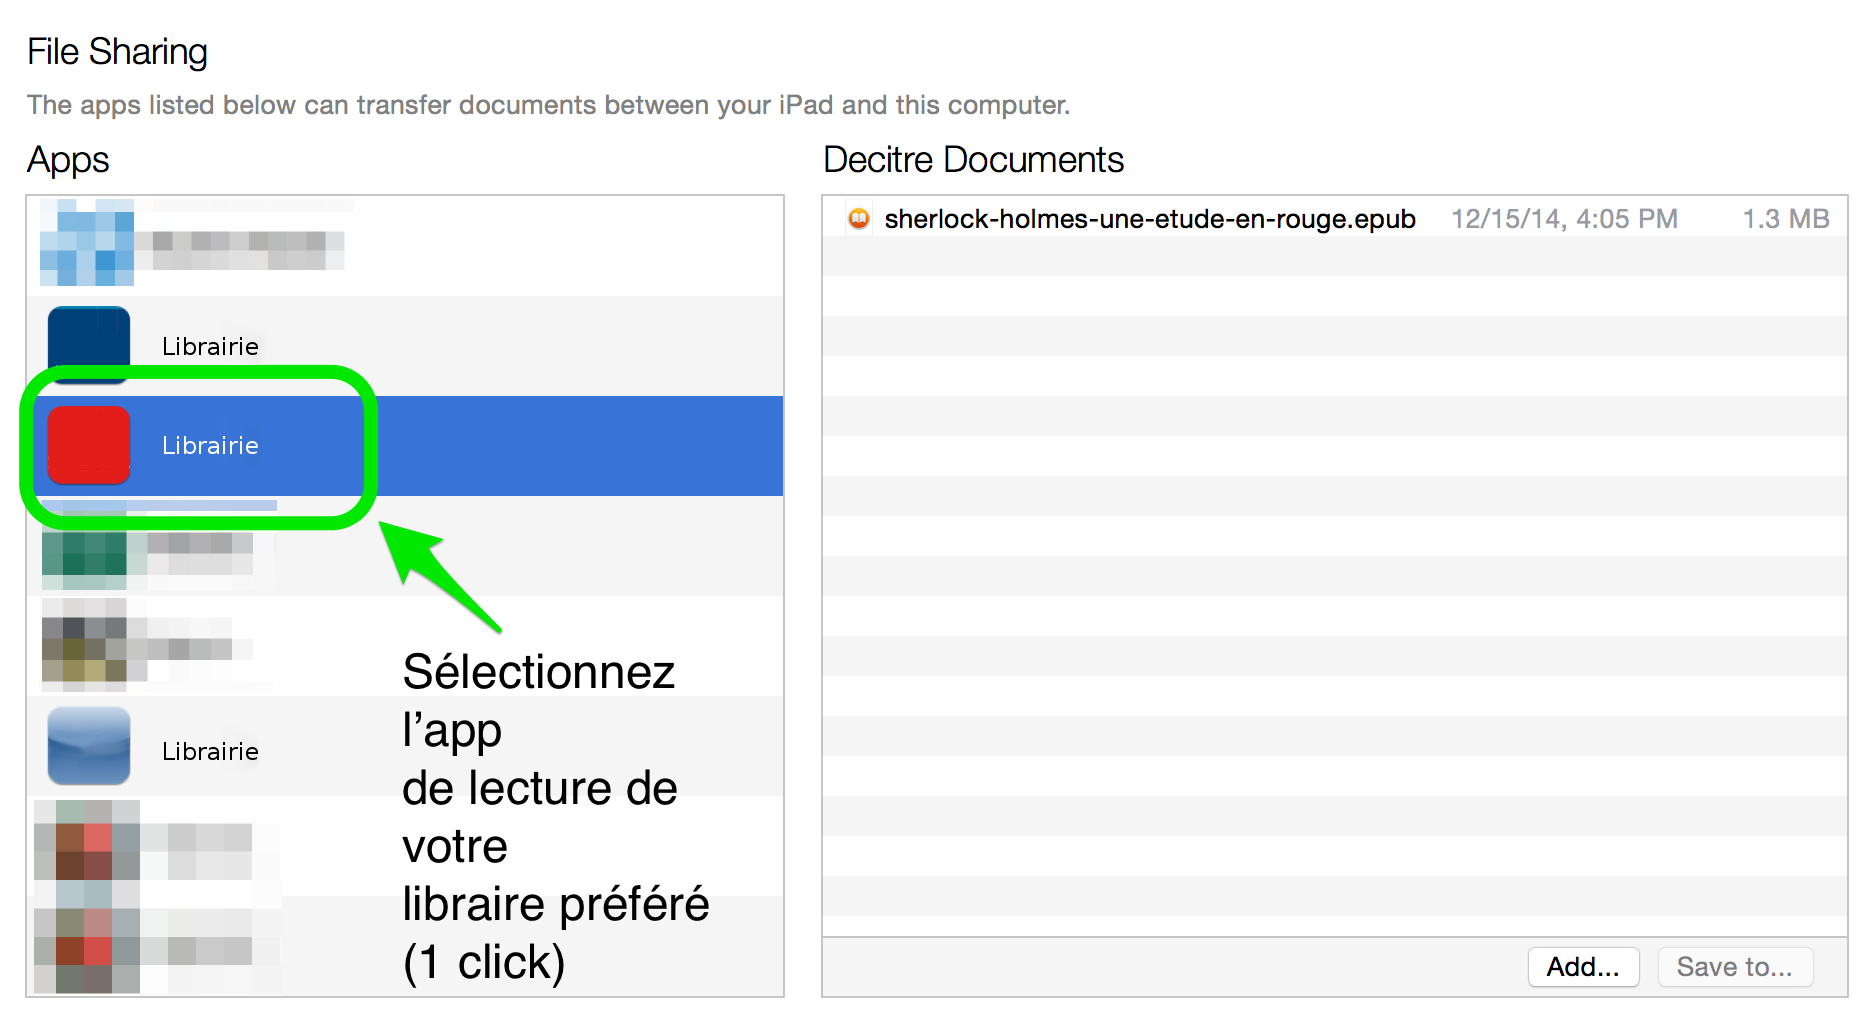 File Sharing
The apps listed below can transfer documents between your iPad and this computer.
Apps
Librairie
Librairie
Librairie
Sélectionnez
l’app
de lecture de
votre
libraire préféré
(1 click)
Decitre Documents
sherlock-holmes-une-etude-en-rouge.epub 12/15/14, 4:05 PM 1.3 MB
Add... Save to...